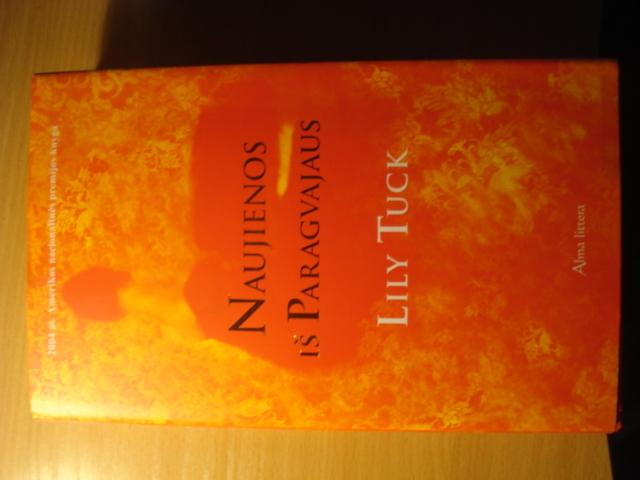 2004 m. Amerikos nacionalinės premijos knyga
NAUJIENOS
IŠ PARAGVAJAUS
LILY TUCK
Alma littera